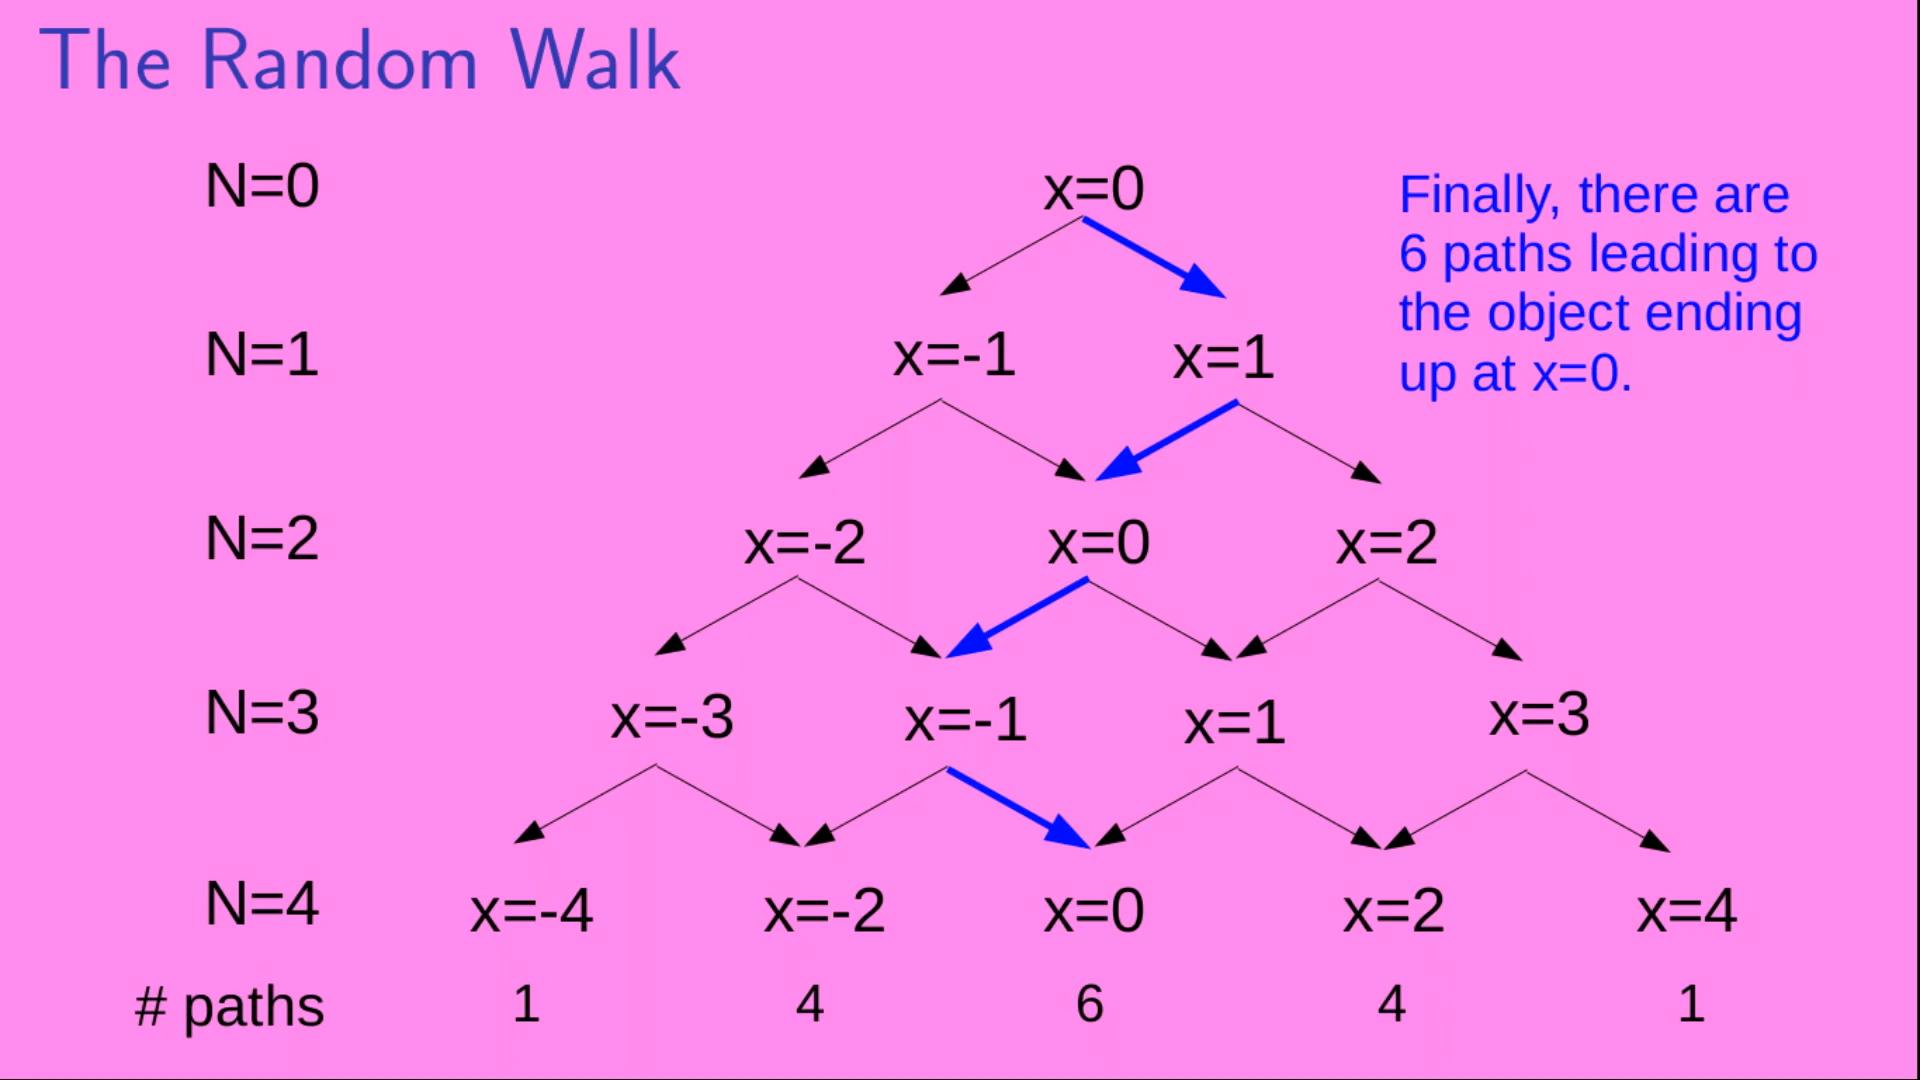 The Random Walk
N=0 x=0
Finally, there are
6 paths leading to
the object ending
up at x=0.
N=1 x=-1 x=1
N=2 x=-2 x=0 x=2
N=3 x=-3 x=-1 x=1 x=3
N=4 x=-4 x=-2 x=0 x=2 x=4
# paths 1 4 6 4 1